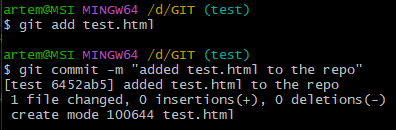 artem@MSI MINGW64 /d/GIT (test)
$ git add test.html
artem@MSI MINGW64 /d/GIT (test)
$ git commit -m "added test.html to the repo"
[test 6452ab5] added test.html to the repo
 1 file changed, 0 insertions(+), 0 deletions(-)
 create mode 100644 test.html